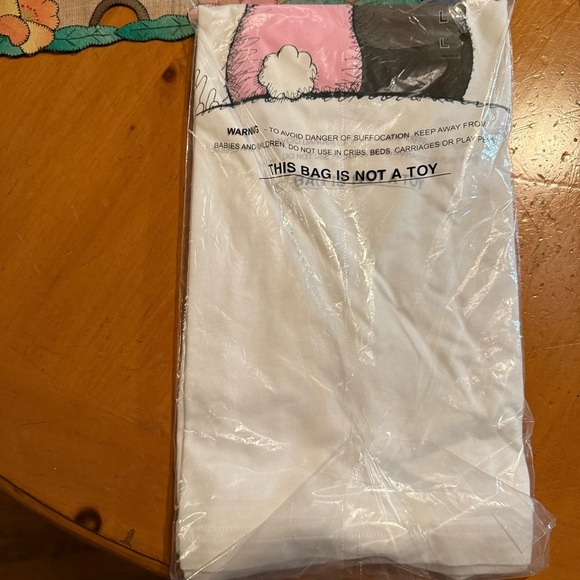 L
L
L
WARNING - TO AVOID DANGER OF SUFFOCATION, KEEP AWAY FROM
BABIES AND CHILDREN. DO NOT USE IN CRIBS, BEDS, CARRIAGES OR PLAY
THIS BAG IS NOT A TOY